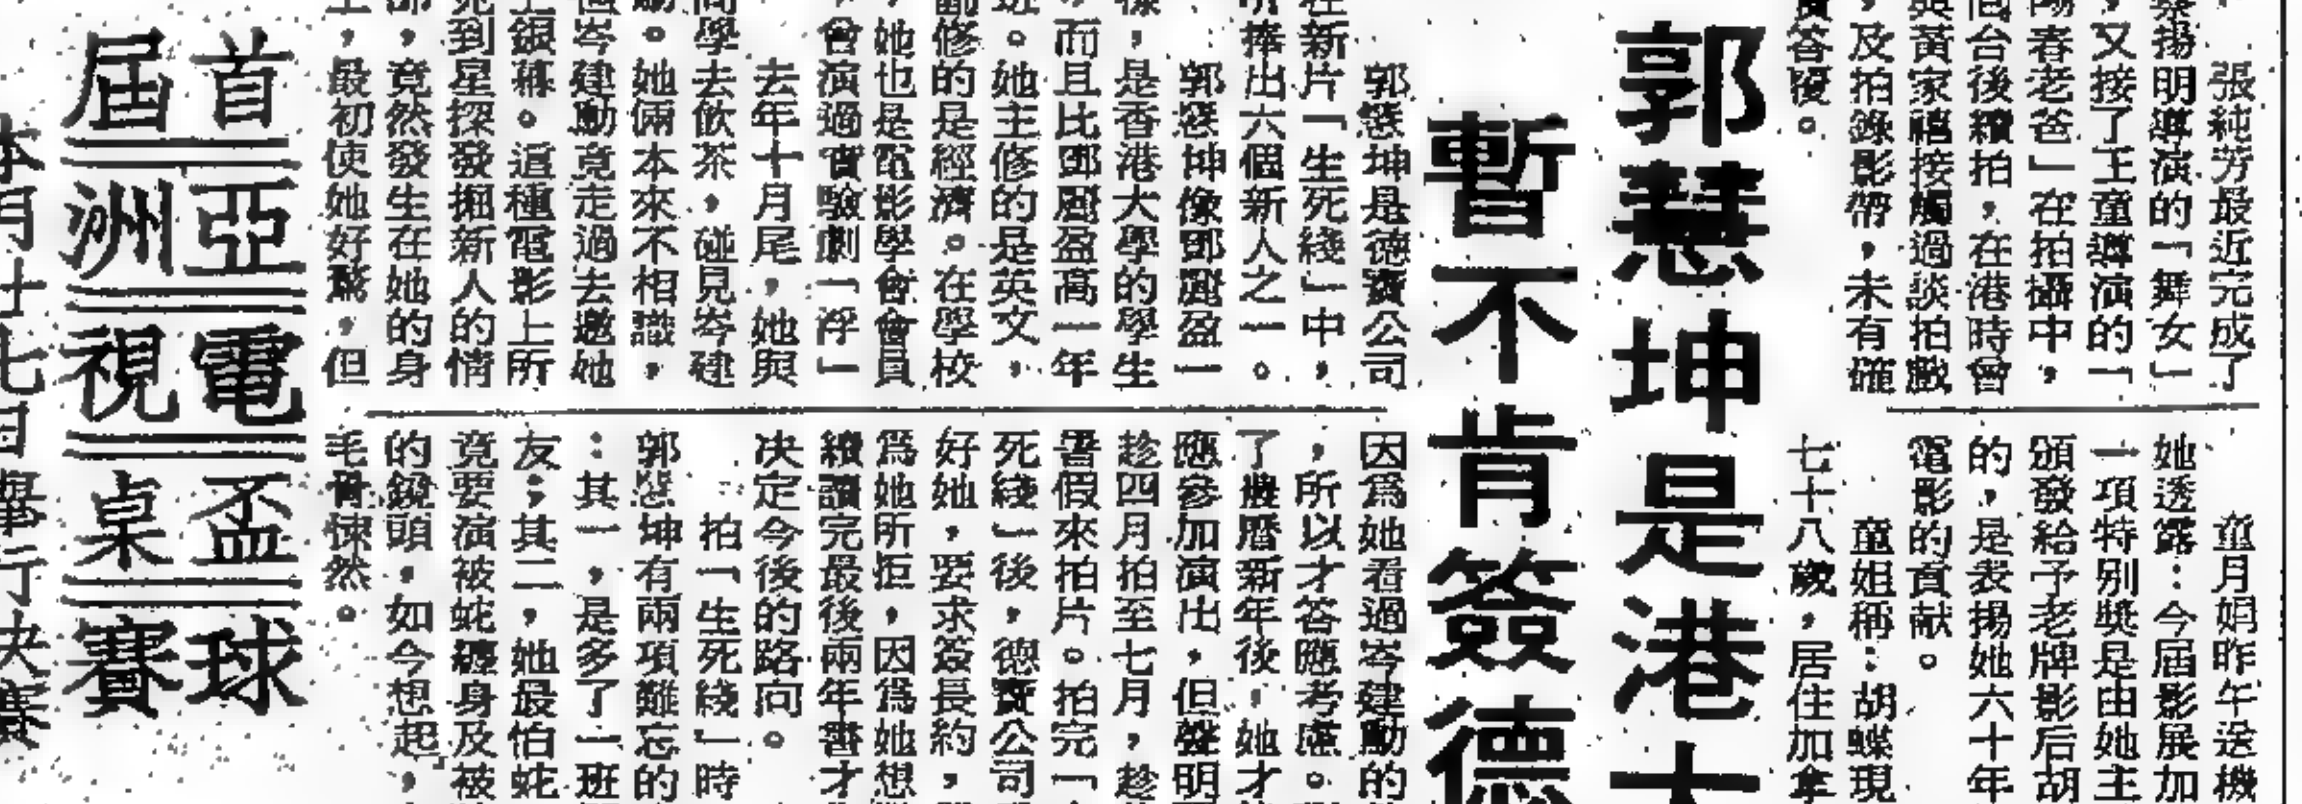 張純芳最近完成了
揚明導演的「舞女」
，又接了王童導演的「
陽春老爸」在拍攝中，
回台後續拍，在港時曾
與黃家禧接觸過談拍戲
，及拍錄影帶，未有確
實答覆。
童月娟昨午送機
她透露：今屆影展加
一項特別獎是由她主
頒發給予老牌影后胡
的，是表揚她六十年
電影的貢献。
童姐稱：胡蝶現
七十八歲，居住加拿
郭慧坤是港大
暫不肯簽德
郭慧坤是德寶公司
在新片「生死綫」中，
所捧出六個新人之一。
郭慧坤像鄧潤盈一
樣，是香港大學的學生
，而且比鄧潤盈高一年
班。她主修的是英文，
副修的是經濟。在學校
，她也是電影學會會員
，會演過實驗劇「浮」
去年十月尾，她與
同學去飲茶，碰見岑建
勳。她倆本來不相識，
但岑建勳竟走過去邀她
上銀幕。這種電影上所
見到星探發掘新人的情
節，竟然發生在她的身
上，最初使她好驚，但
因為她看過岑建勳的
，所以才答應考慮。
了農曆新年後，她才
應參加演出，但聲明
趁四月拍至七月，趁
暑假來拍片。拍完「
死綫」後，德寶公司
好她，要求簽長約，
為她所拒，因為她想
續讀完最後兩年書才
决定今後的路向。
拍「生死綫」時
郭慧坤有兩項難忘的
：其一，是多了一班
友；其二，她最怕蛇
竟要演被蛇纏身及被
的鏡頭，如今想起，
毛骨悚然。
首屆
亞洲
電視
盃桌
球賽
本月廿七日舉行决賽